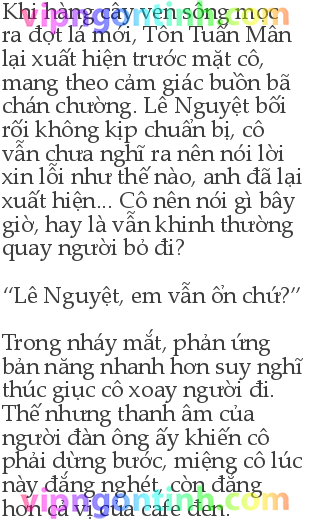 Khi hàng cây ven sông mọc
ra đợt lá mới, Tôn Tuấn Mân
lại xuất hiện trước mặt cô,
mang theo cảm giác buồn bã
chán chường. Lê Nguyệt bối
rối không kịp chuẩn bị, cô
vẫn chưa nghĩ ra nên nói lời
xin lỗi như thế nào, anh đã lại
xuất hiện... Cô nên nói gì bây
giờ, hay là vẫn khinh thường
quay người bỏ đi?
“Lê Nguyệt, em vẫn ổn chứ?”
Trong nháy mắt, phản ứng
bản năng nhanh hơn suy nghĩ
thúc giục cô xoay người đi.
Thế nhưng thanh âm của
người đàn ông ấy khiến cô
phải dừng bước, miệng cô lúc
này đắng nghét, còn đắng
hơn cả vị của cafe đen.
vipngontinh.com
vipngontinh.com